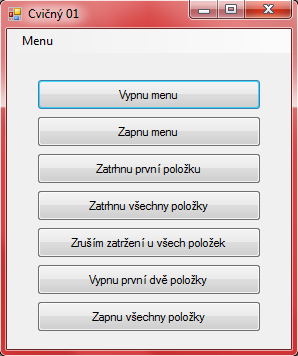 Cvičný 01
Menu
Vypnu menu
Zapnu menu
Zatrhnu první položku
Zatrhnu všechny položky
Zruším zatržení u všech položek
Vypnu první dvě položky
Zapnu všechny položky